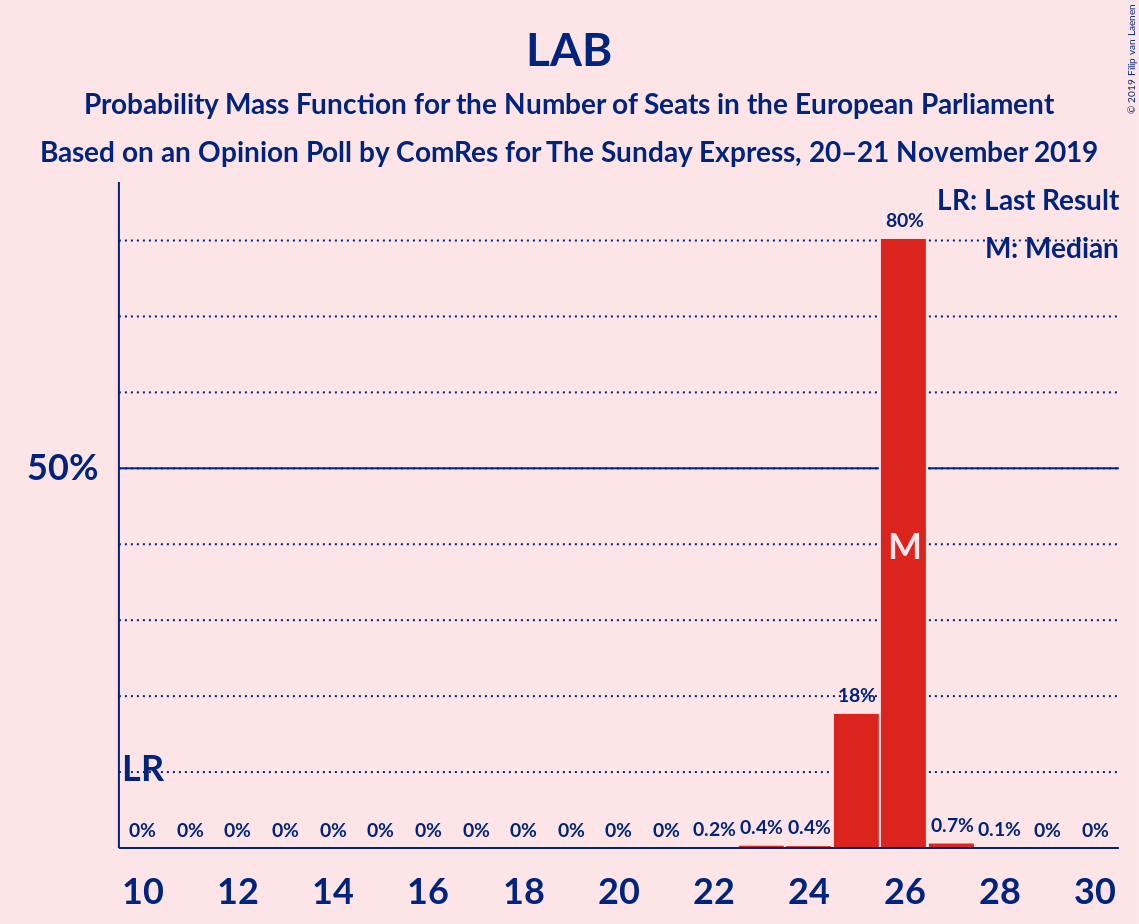 LAB
Probability Mass Function for the Number of Seats in the European Parliament
Based on an Opinion Poll by ComRes for The Sunday Express, 20–21 November 2019
© 2019 Filip van Laenen
LR: Last Result
M: Median
80%
50%
M
18%
LR
0% 0% 0% 0% 0% 0% 0% 0% 0% 0% 0% 0% 0.2% 0.4% 0.4% 0.7% 0.1% 0% 0%
10 12 14 16 18 20 22 24 26 28 30